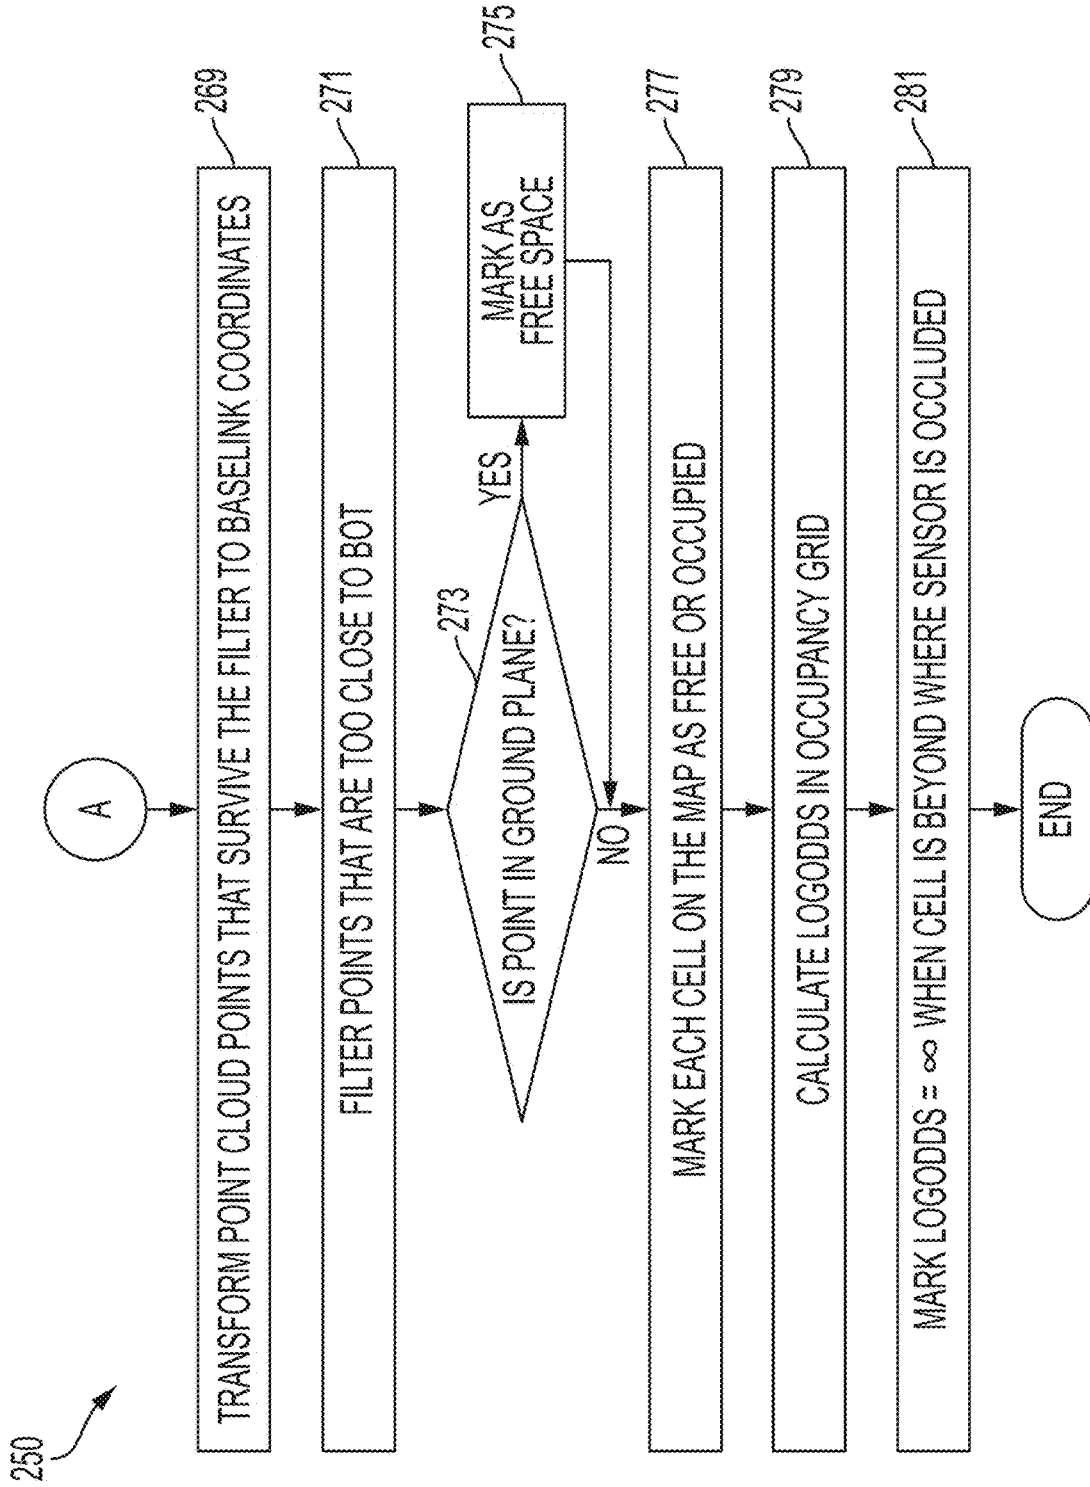 250
A
269
TRANSFORM POINT CLOUD POINTS THAT SURVIVE THE FILTER TO BASELINK COORDINATES
271
FILTER POINTS THAT ARE TOO CLOSE TO BOT
273
IS POINT IN GROUND PLANE?
YES
275
MARK AS
FREE SPACE
NO
277
MARK EACH CELL ON THE MAP AS FREE OR OCCUPIED
279
CALCULATE LOGODDS IN OCCUPANCY GRID
281
MARK LOGODDS = ∞ WHEN CELL IS BEYOND WHERE SENSOR IS OCCLUDED
END